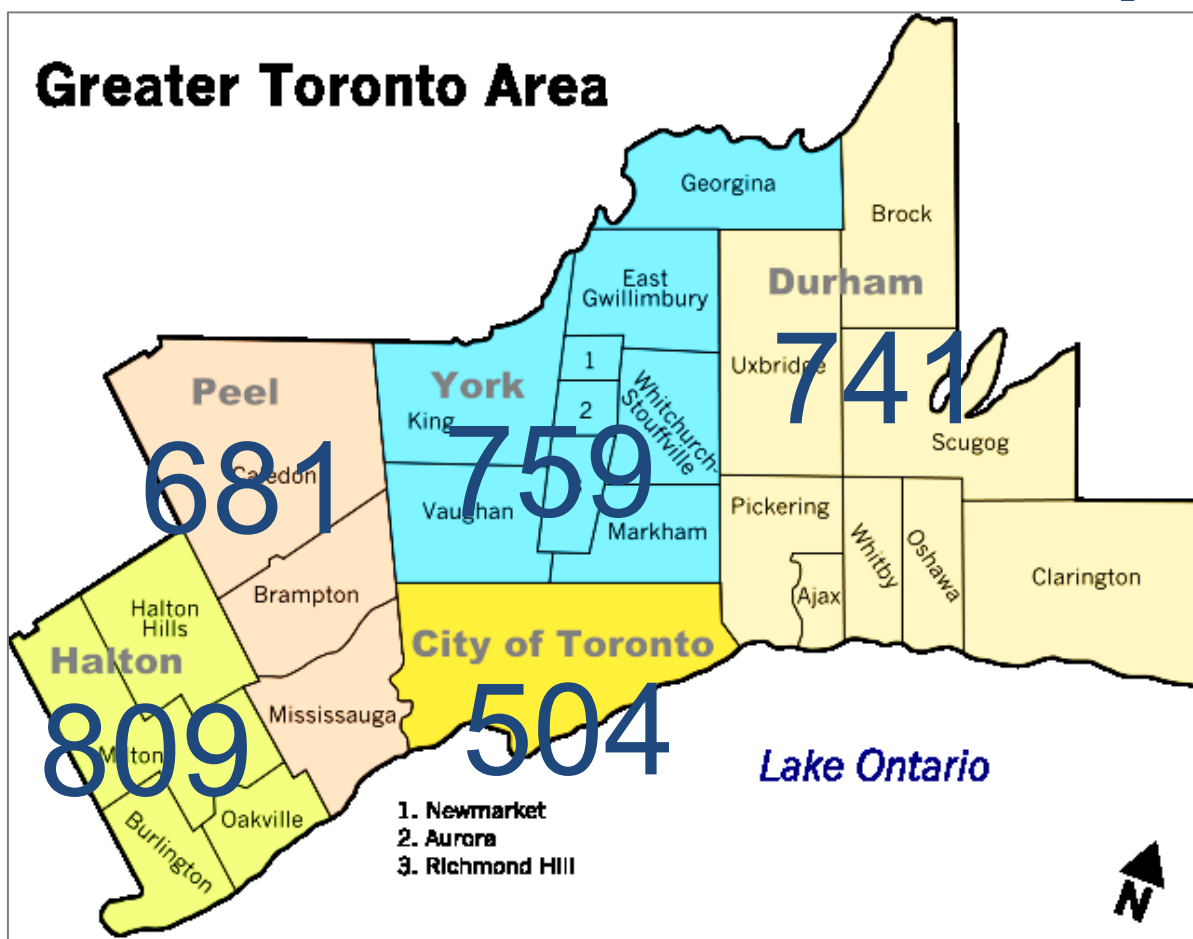 Greater Toronto Area
Georgina
Brock
East
Gwillimbury
Durham
Uxbridge
741
Scugog
Peel
York
1
2
King
Whitchurch-
Stouffville
681
Caledon
759
3
Vaughan
Markham
Pickering
Whitby
Oshawa
Ajax
Clarington
Brampton
Halton
Hills
Halton
City of Toronto
Mississauga
504
809
Milton
Oakville
Burlington
Lake Ontario
1. Newmarket
2. Aurora
3. Richmond Hill
N